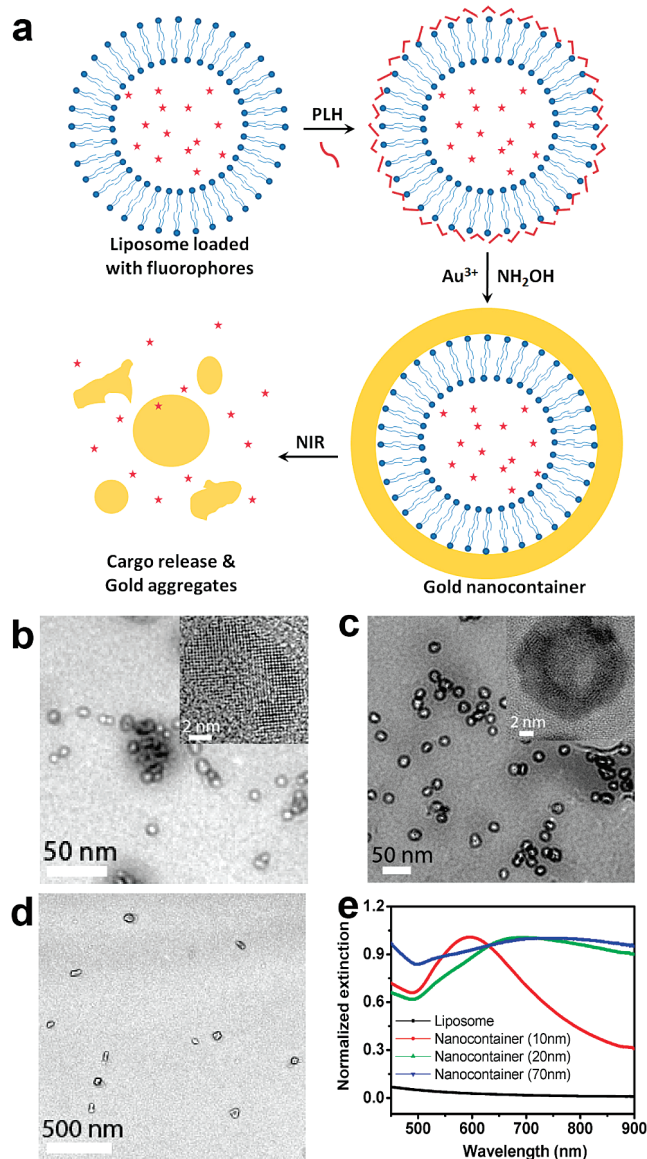 a
PLH
Liposome loaded
with fluorophores
Au³⁺
NH₂OH
NIR
Cargo release &
Gold aggregates
Gold nanocontainer
b
2 nm
50 nm
c
2 nm
50 nm
d
500 nm
e
Normalized extinction
1.2
0.9
0.6
0.3
0.0
Liposome
Nanocontainer (10nm)
Nanocontainer (20nm)
Nanocontainer (70nm)
500 600 700 800 900
Wavelength (nm)